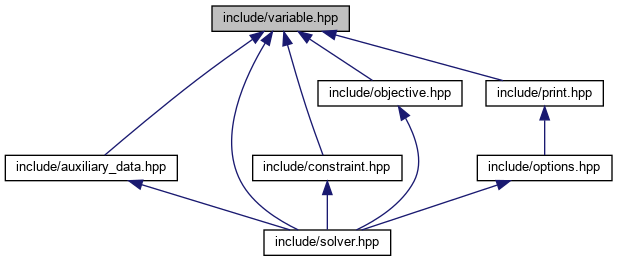 include/variable.hpp
include/objective.hpp
include/print.hpp
include/auxiliary_data.hpp
include/constraint.hpp
include/options.hpp
include/solver.hpp